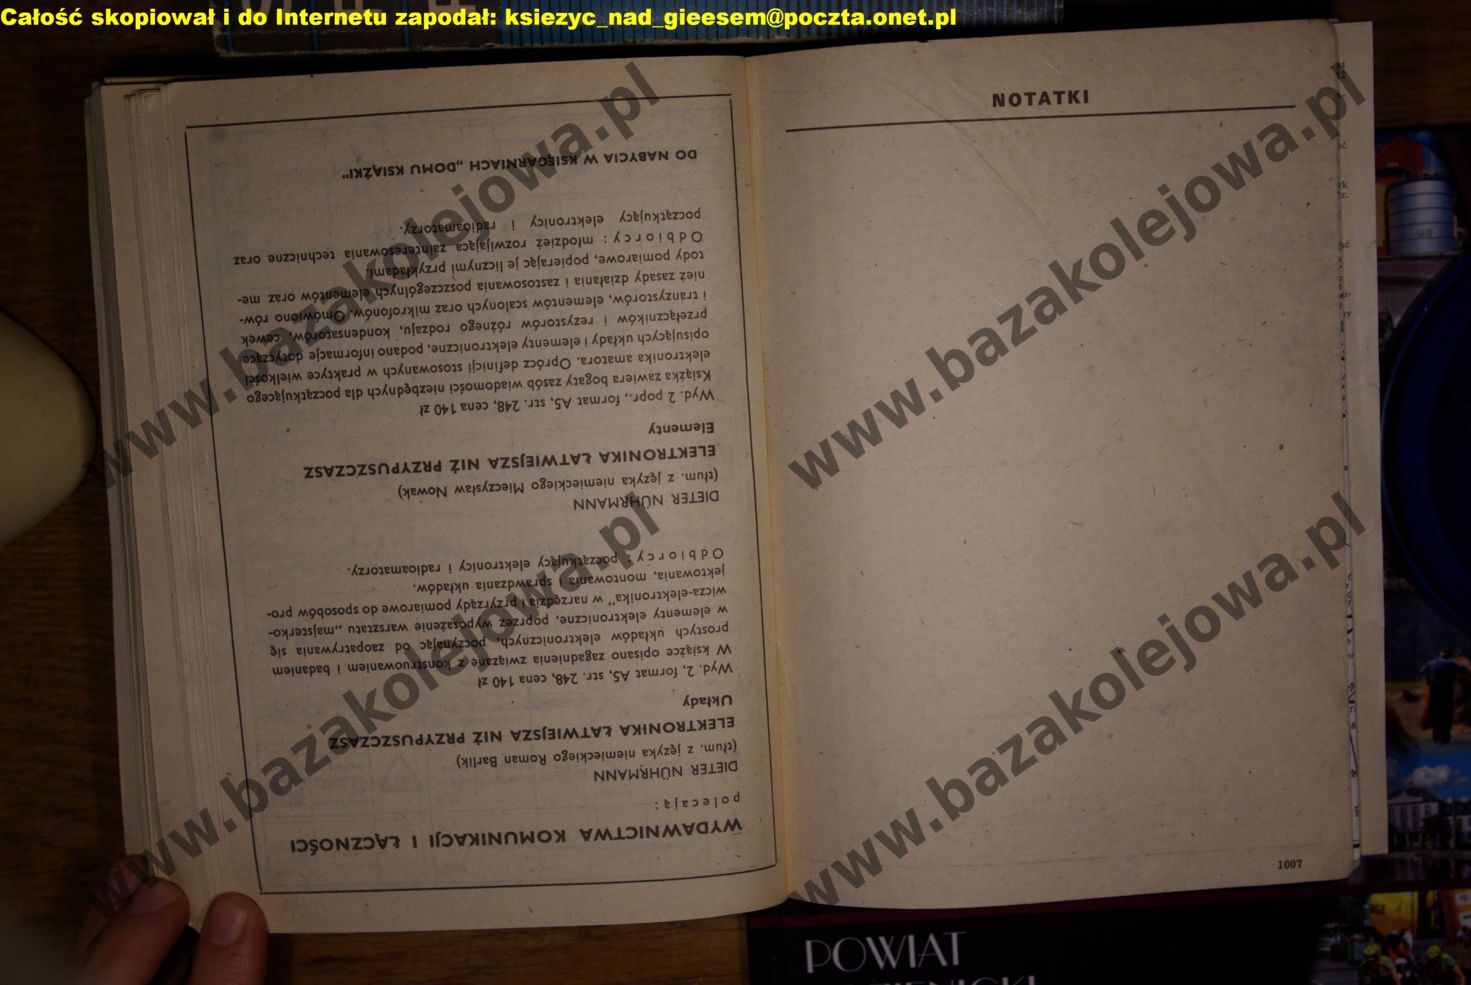 Całość skopiował i do Internetu zapodał: ksiezyc_nad_gieesem@poczta.onet.pl
WYDAWNICTWA KOMUNIKACJI I ŁĄCZNOŚCI
polecają:
DIETER NÜHRMANN
(tłum. z języka niemieckiego Roman Barlik)
ELEKTRONIKA ŁATWIEJSZA NIŻ PRZYPUSZCZASZ
Układy
Wyd. 2, format A5, str. 248, cena 140 zł
W książce opisano zagadnienia związane z konstruowaniem i badaniem
prostych układów elektronicznych, poczynając od zaopatrywania się
w elementy elektroniczne, poprzez wyposażenie warsztatu „majsterko-
wicza-elektronika” w narzędzia i przyrządy pomiarowe do sposobów pro-
jektowania, montowania i sprawdzania układów.
Odbiorcy: początkujący elektronicy i radioamatorzy.
DIETER NÜHRMANN
(tłum. z języka niemieckiego Mieczysław Nowak)
ELEKTRONIKA ŁATWIEJSZA NIŻ PRZYPUSZCZASZ
Elementy
Wyd. 2 popr., format A5, str. 248, cena 140 zł
Książka zawiera bogaty zasób wiadomości niezbędnych dla początkującego
elektronika amatora. Oprócz definicji stosowanych w praktyce wielkości
opisujących układy i elementy elektroniczne, podano informacje dotyczące
przełączników i rezystorów różnego rodzaju, kondensatorów, cewek
i tranzystorów, elementów scalonych oraz mikrofonów. Omówiono rów-
nież zasady działania i zastosowania poszczególnych elementów oraz me-
tody pomiarowe, popierając je licznymi przykładami.
Odbiorcy: młodzież rozwijająca zainteresowania techniczne oraz
początkujący elektronicy i radioamatorzy.
DO NABYCIA W KSIĘGARNIACH „DOMU KSIĄŻKI”
NOTATKI
1007
www.bazakolejowa.pl
www.bazakolejowa.pl
www.bazakolejowa.pl
www.bazakolejowa.pl
POWIAT